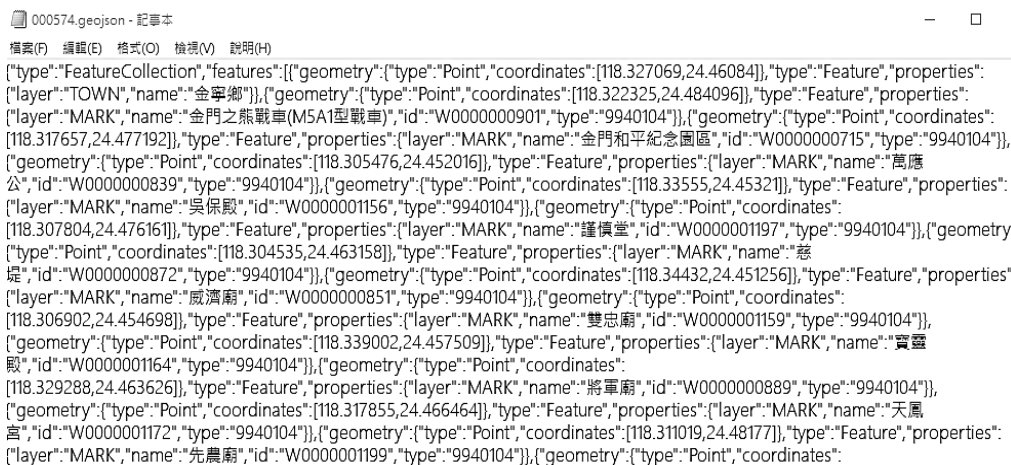 000574.geojson - 記事本
檔案(F) 編輯(E) 格式(O) 檢視(V) 說明(H)
{"type":"FeatureCollection","features":[{"geometry":{"type":"Point","coordinates":[118.327069,24.46084]},"type":"Feature","properties":
{"layer":"TOWN","name":"金寧鄉"}},{"geometry":{"type":"Point","coordinates":[118.322325,24.484096]},"type":"Feature","properties":
{"layer":"MARK","name":"金門之熊戰車(M5A1型戰車)","id":"W0000000901","type":"9940104"}},{"geometry":{"type":"Point","coordinates":
[118.317657,24.477192]},"type":"Feature","properties":{"layer":"MARK","name":"金門和平紀念園區","id":"W0000000715","type":"9940104"}},
{"geometry":{"type":"Point","coordinates":[118.305476,24.452016]},"type":"Feature","properties":{"layer":"MARK","name":"萬應
公","id":"W0000000839","type":"9940104"}},{"geometry":{"type":"Point","coordinates":[118.33555,24.45321]},"type":"Feature","properties":
{"layer":"MARK","name":"吳保殿","id":"W0000001156","type":"9940104"}},{"geometry":{"type":"Point","coordinates":
[118.307804,24.476161]},"type":"Feature","properties":{"layer":"MARK","name":"謹慎堂","id":"W0000001197","type":"9940104"}},{"geometry
{"type":"Point","coordinates":[118.304535,24.463158]},"type":"Feature","properties":{"layer":"MARK","name":"慈
堤","id":"W0000000872","type":"9940104"}},{"geometry":{"type":"Point","coordinates":[118.34432,24.451256]},"type":"Feature","properties"
{"layer":"MARK","name":"威濟廟","id":"W0000000851","type":"9940104"}},{"geometry":{"type":"Point","coordinates":
[118.306902,24.454698]},"type":"Feature","properties":{"layer":"MARK","name":"雙忠廟","id":"W0000001159","type":"9940104"}},
{"geometry":{"type":"Point","coordinates":[118.339002,24.457509]},"type":"Feature","properties":{"layer":"MARK","name":"寶靈
殿","id":"W0000001164","type":"9940104"}},{"geometry":{"type":"Point","coordinates":
[118.329288,24.463626]},"type":"Feature","properties":{"layer":"MARK","name":"將軍廟","id":"W0000000889","type":"9940104"}},
{"geometry":{"type":"Point","coordinates":[118.317855,24.466464]},"type":"Feature","properties":{"layer":"MARK","name":"天鳳
宮","id":"W0000001172","type":"9940104"}},{"geometry":{"type":"Point","coordinates":[118.311019,24.48177]},"type":"Feature","properties":
{"layer":"MARK","name":"先農廟","id":"W0000001199","type":"9940104"}},{"geometry":{"type":"Point","coordinates":